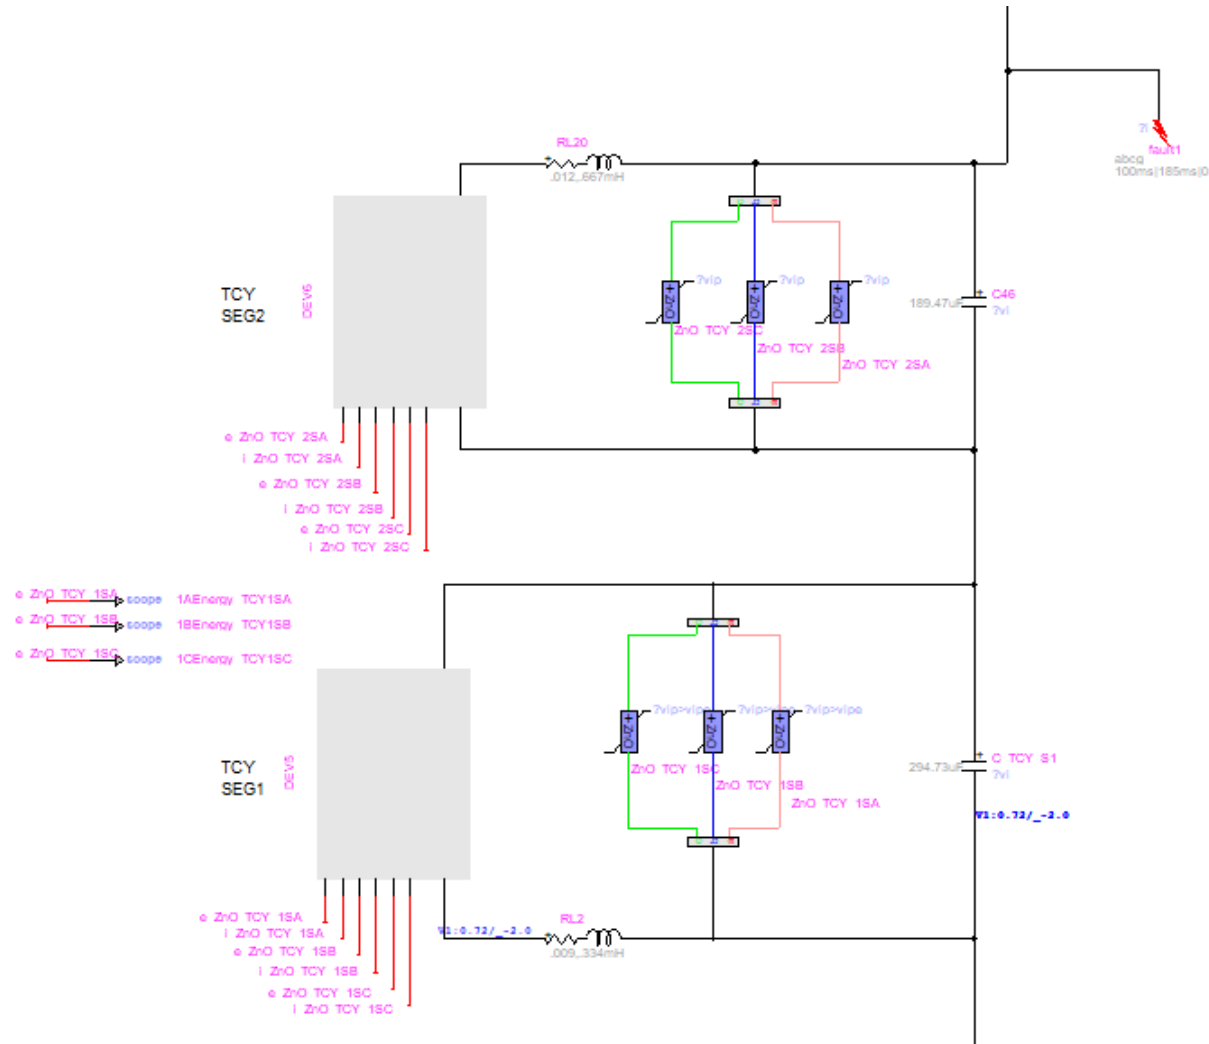 RL20
.012,.667mH
?i
fault1
abcg
100ms|185ms|0
TCY
SEG2
DEV6
?vip
?vip
?vip
ZnO TCY 2SC
ZnO TCY 2SB
ZnO TCY 2SA
+
C46
189.47uF
?vi
e ZnO TCY 2SA
i ZnO TCY 2SA
e ZnO TCY 2SB
i ZnO TCY 2SB
e ZnO TCY 2SC
i ZnO TCY 2SC
e ZnO TCY 1SA
scope 1AEnergy TCY1SA
e ZnO TCY 1SB
scope 1BEnergy TCY1SB
e ZnO TCY 1SC
scope 1CEnergy TCY1SC
TCY
SEG1
DEV5
?vip>vipe
?vip>vipe
?vip>vipe
ZnO TCY 1SC
ZnO TCY 1SB
ZnO TCY 1SA
+
C TCY S1
294.73uF
?vi
V1:0.72/_-2.0
e ZnO TCY 1SA
i ZnO TCY 1SA
e ZnO TCY 1SB
i ZnO TCY 1SB
e ZnO TCY 1SC
i ZnO TCY 1SC
V1:0.72/_-2.0
RL2
.009,.334mH